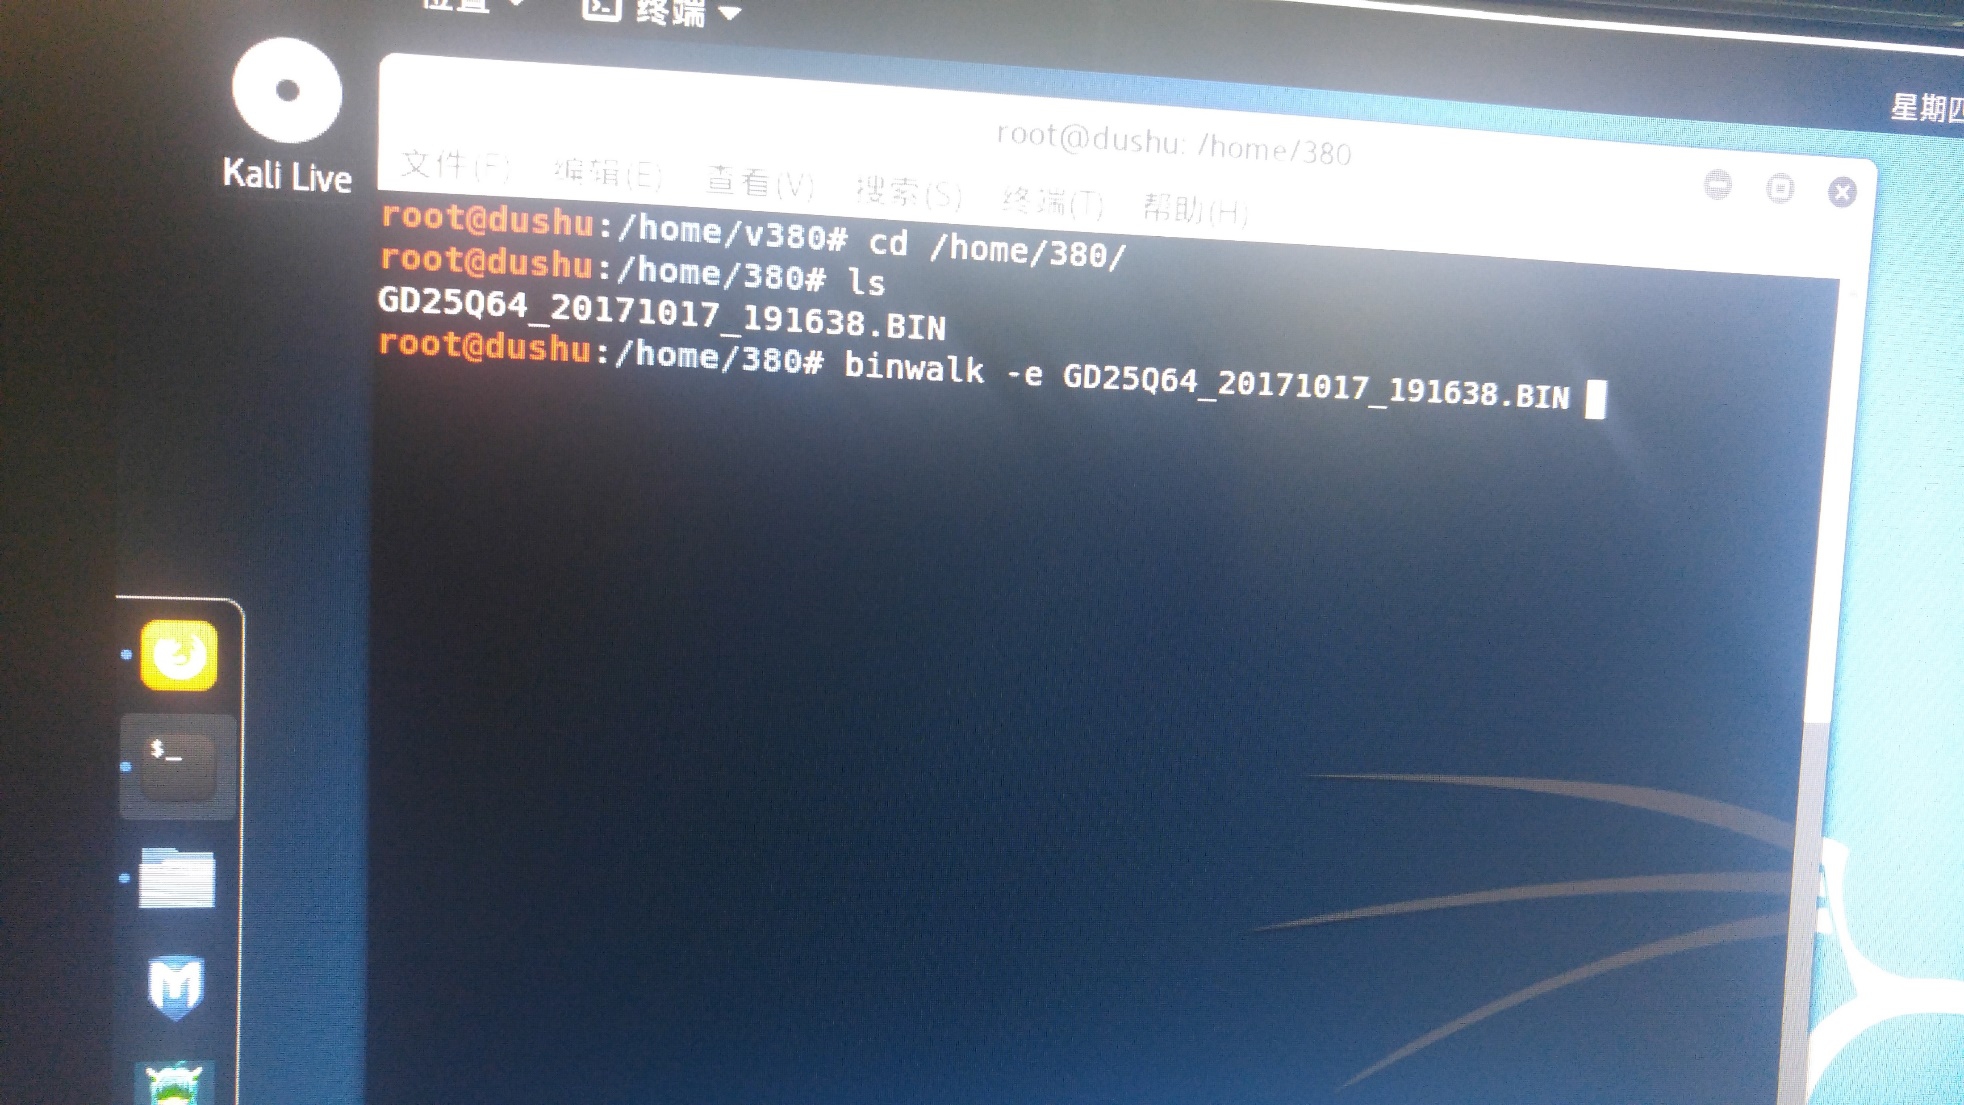 终端
星期四
Kali Live
root@dushu: /home/380
文件(F) 编辑(E) 查看(V) 搜索(S) 终端(T) 帮助(H)
root@dushu:/home/v380# cd /home/380/
root@dushu:/home/380# ls
GD25Q64_20171017_191638.BIN
root@dushu:/home/380# binwalk -e GD25Q64_20171017_191638.BIN
$_